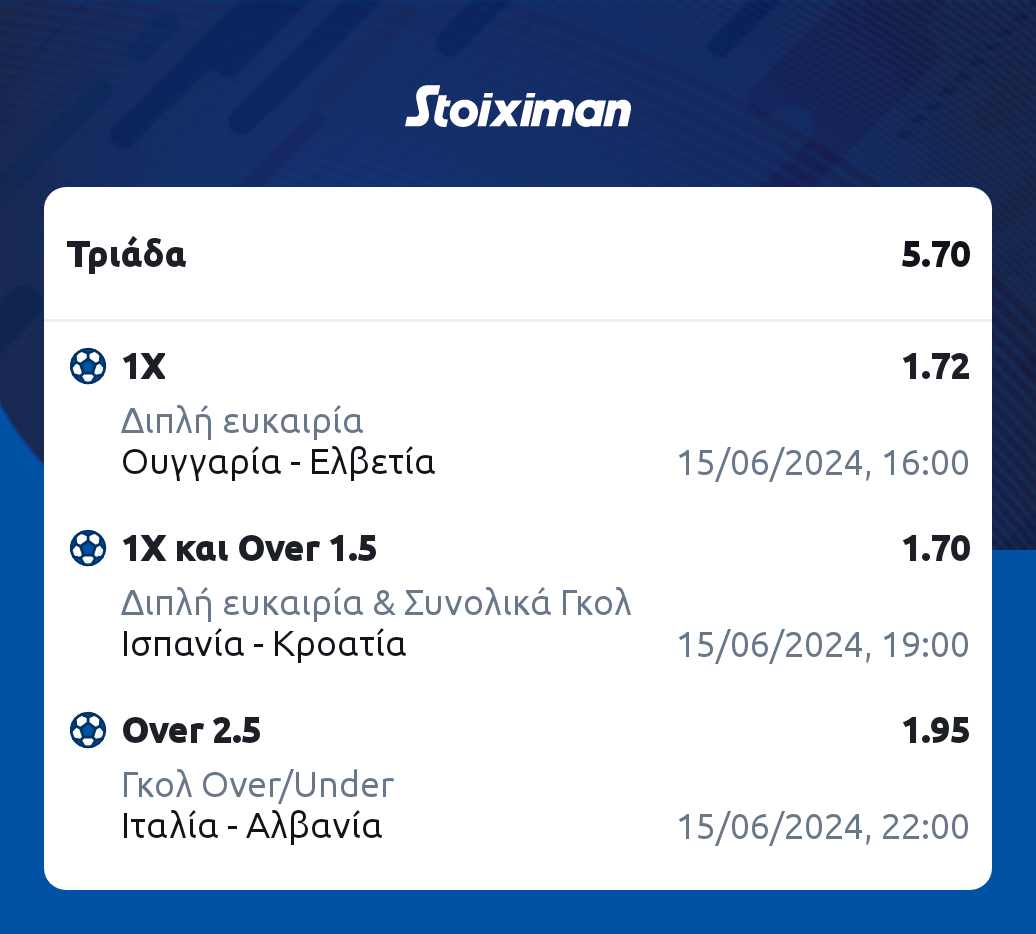 Stoiximan
Τριάδα 5.70
1X 1.72
Διπλή ευκαιρία
Ουγγαρία - Ελβετία 15/06/2024, 16:00
1X και Over 1.5 1.70
Διπλή ευκαιρία & Συνολικά Γκολ
Ισπανία - Κροατία 15/06/2024, 19:00
Over 2.5 1.95
Γκολ Over/Under
Ιταλία - Αλβανία 15/06/2024, 22:00